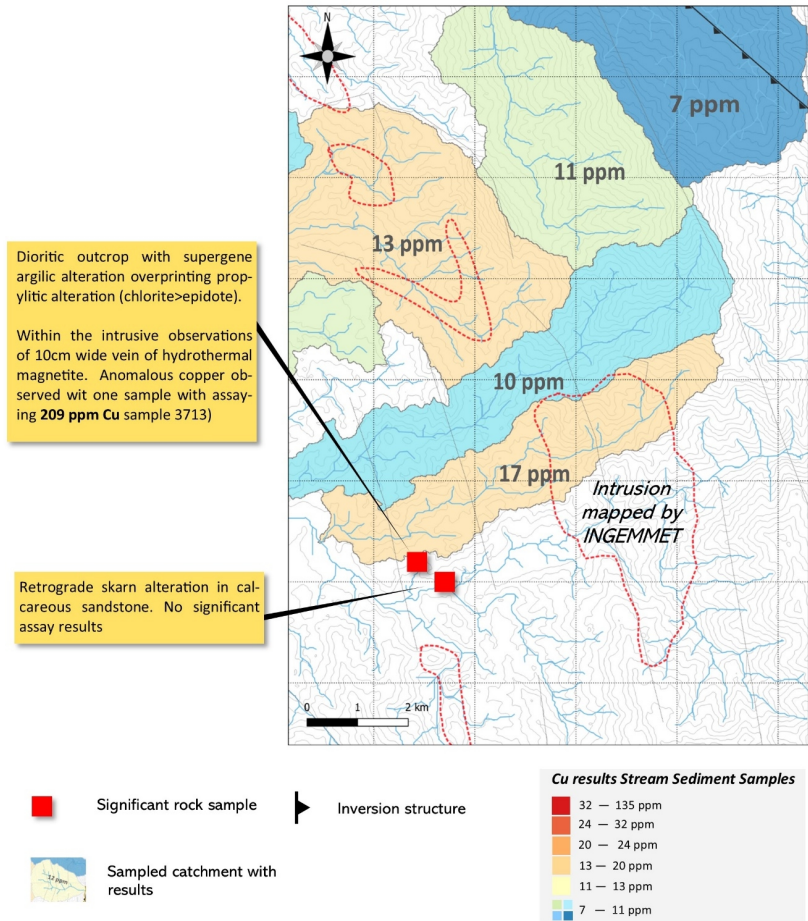 N
7 ppm
11 ppm
13 ppm
Dioritic outcrop with supergene
argilic alteration overprinting prop-
ylitic alteration (chlorite>epidote).
Within the intrusive observations
of 10cm wide vein of hydrothermal
magnetite. Anomalous copper ob-
served wit one sample with assay-
ing 209 ppm Cu sample 3713)
10 ppm
17 ppm
Intrusion
mapped by
INGEMMET
Retrograde skarn alteration in cal-
careous sandstone. No significant
assay results
0 1 2 km
Significant rock sample
Inversion structure
12 ppm
Sampled catchment with
results
Cu results Stream Sediment Samples
32 — 135 ppm
24 — 32 ppm
20 — 24 ppm
13 — 20 ppm
11 — 13 ppm
7 — 11 ppm